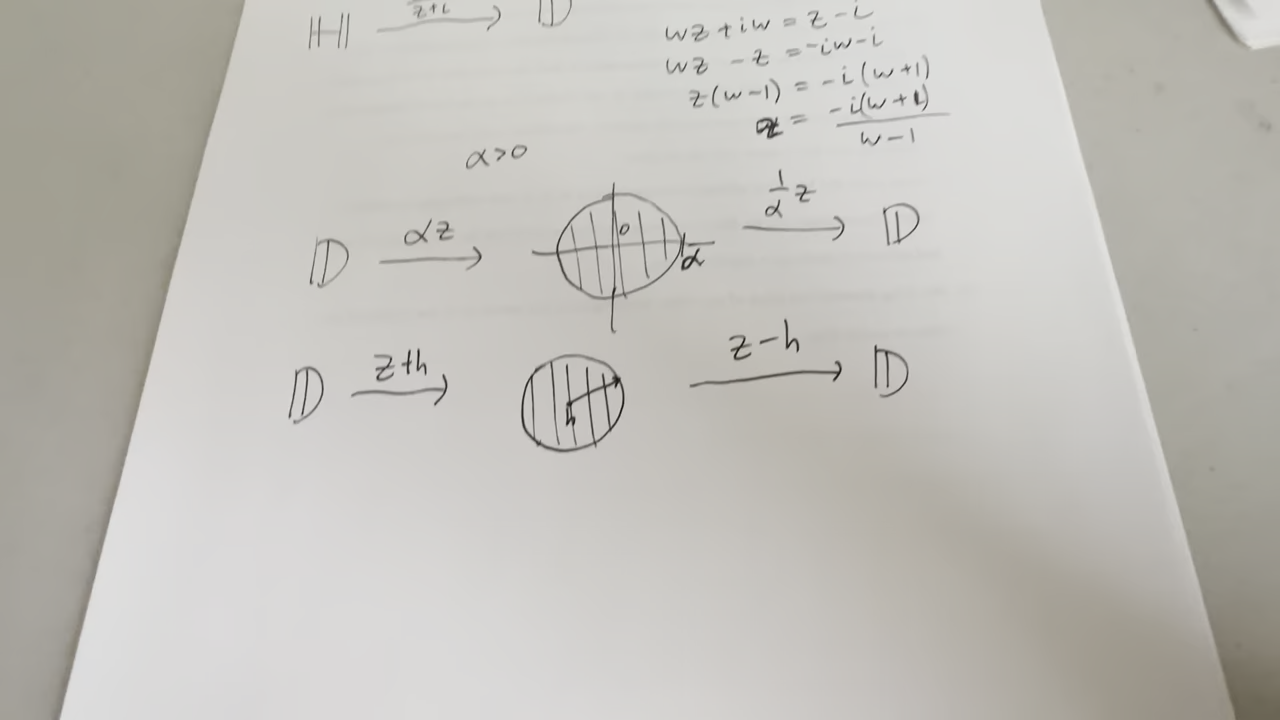 ℍ z+i → 𝔻
wz + iw = z - i
wz - z = -iw - i
z(w-1) = -i(w+1)
z = -i(w+1) / w-1
α>0
𝔻 αz → 0 α 1/α z → 𝔻
𝔻 z+h → h z-h → 𝔻